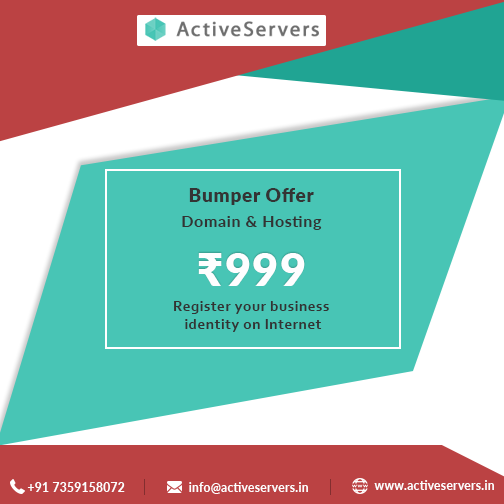 ActiveServers
Bumper Offer
Domain & Hosting
₹999
Register your business
identity on Internet
+91 7359158072
info@activeservers.in
www.activeservers.in